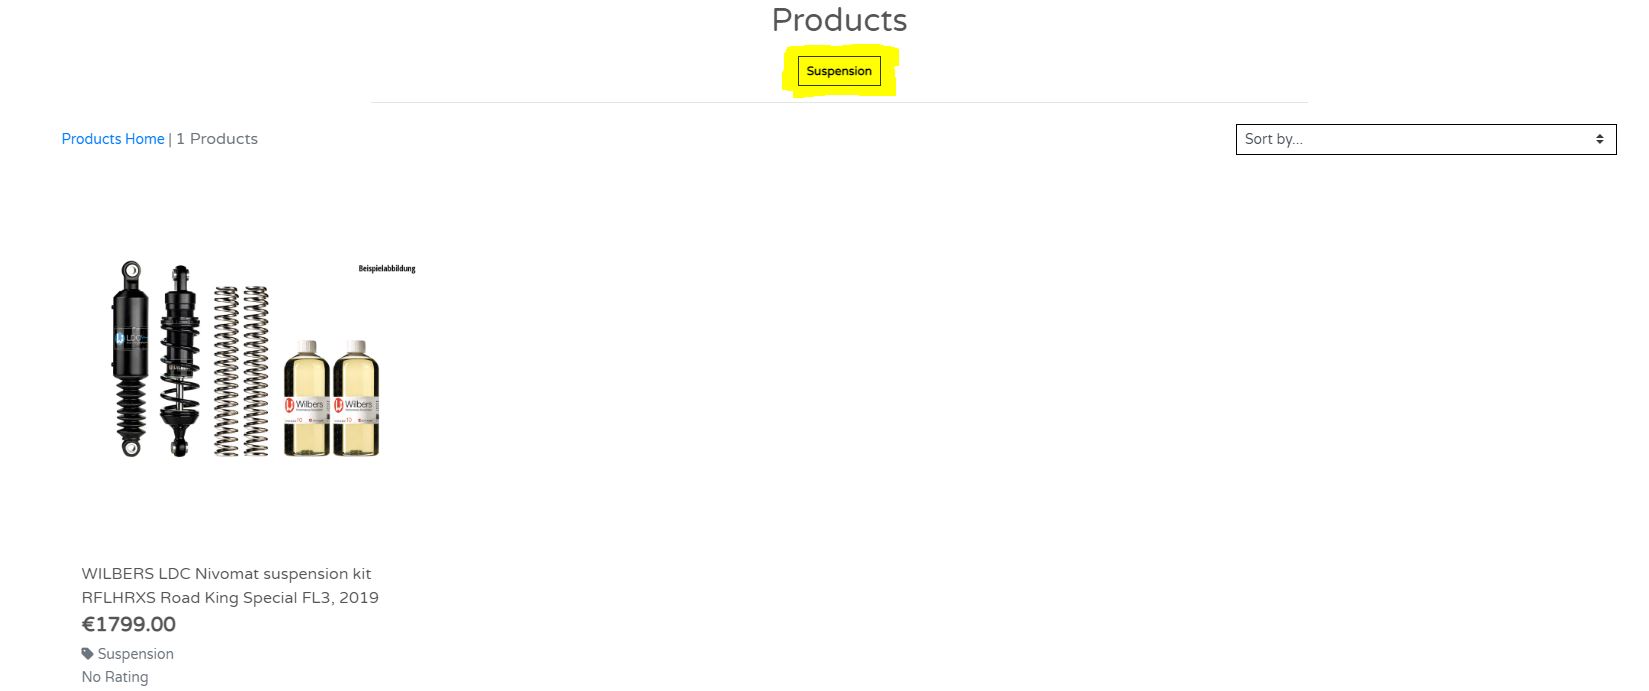 Products
Suspension
Products Home | 1 Products
Sort by...
Beispielabbildung
LDC
Wilbers
Wilbers
WILBERS LDC Nivomat suspension kit
RFLHRXS Road King Special FL3, 2019
€1799.00
Suspension
No Rating